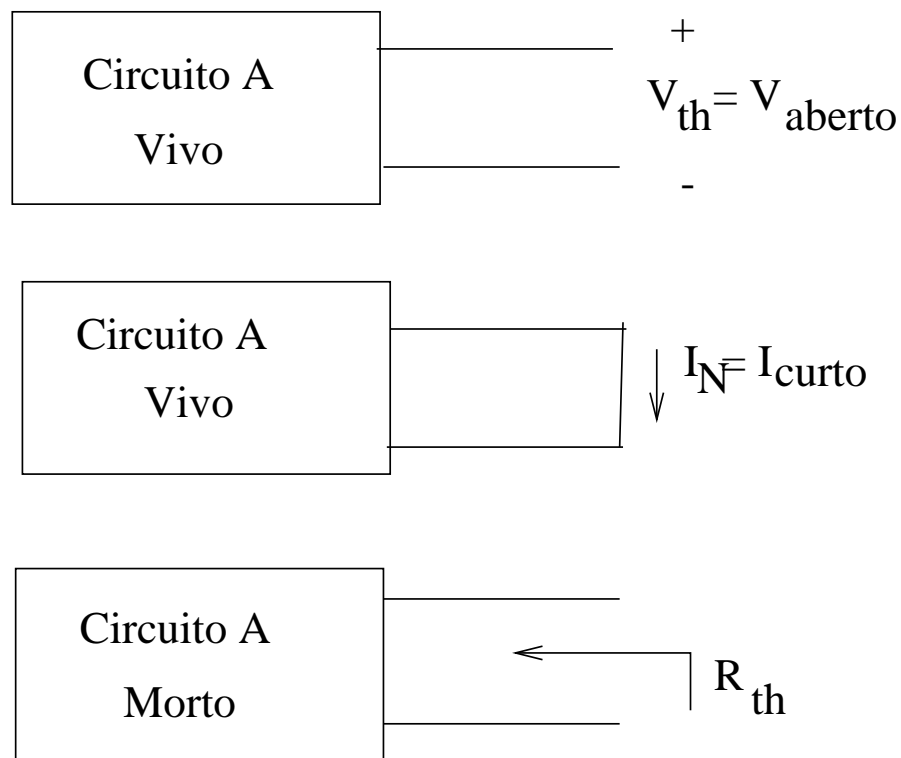 Circuito A
Vivo
+
V th = V aberto
-
Circuito A
Vivo
I N = I curto
Circuito A
Morto
R th